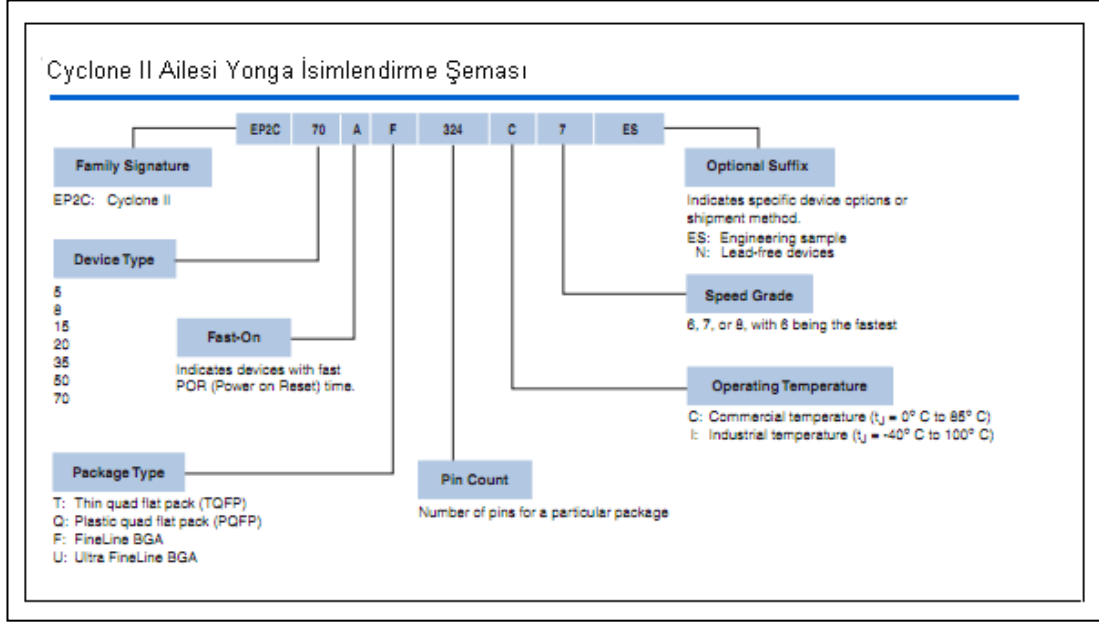 Cyclone II Ailesi Yonga İsimlendirme Şeması
EP2C 70 A F 324 C 7 ES
Family Signature
EP2C: Cyclone II
Device Type
5
8
15
20
35
50
70
Fast-On
Indicates devices with fast
POR (Power on Reset) time.
Package Type
T: Thin quad flat pack (TQFP)
Q: Plastic quad flat pack (PQFP)
F: FineLine BGA
U: Ultra FineLine BGA
Pin Count
Number of pins for a particular package
Optional Suffix
Indicates specific device options or
shipment method.
ES: Engineering sample
N: Lead-free devices
Speed Grade
6, 7, or 8, with 6 being the fastest
Operating Temperature
C: Commercial temperature (tJ = 0° C to 85° C)
I: Industrial temperature (tJ = -40° C to 100° C)